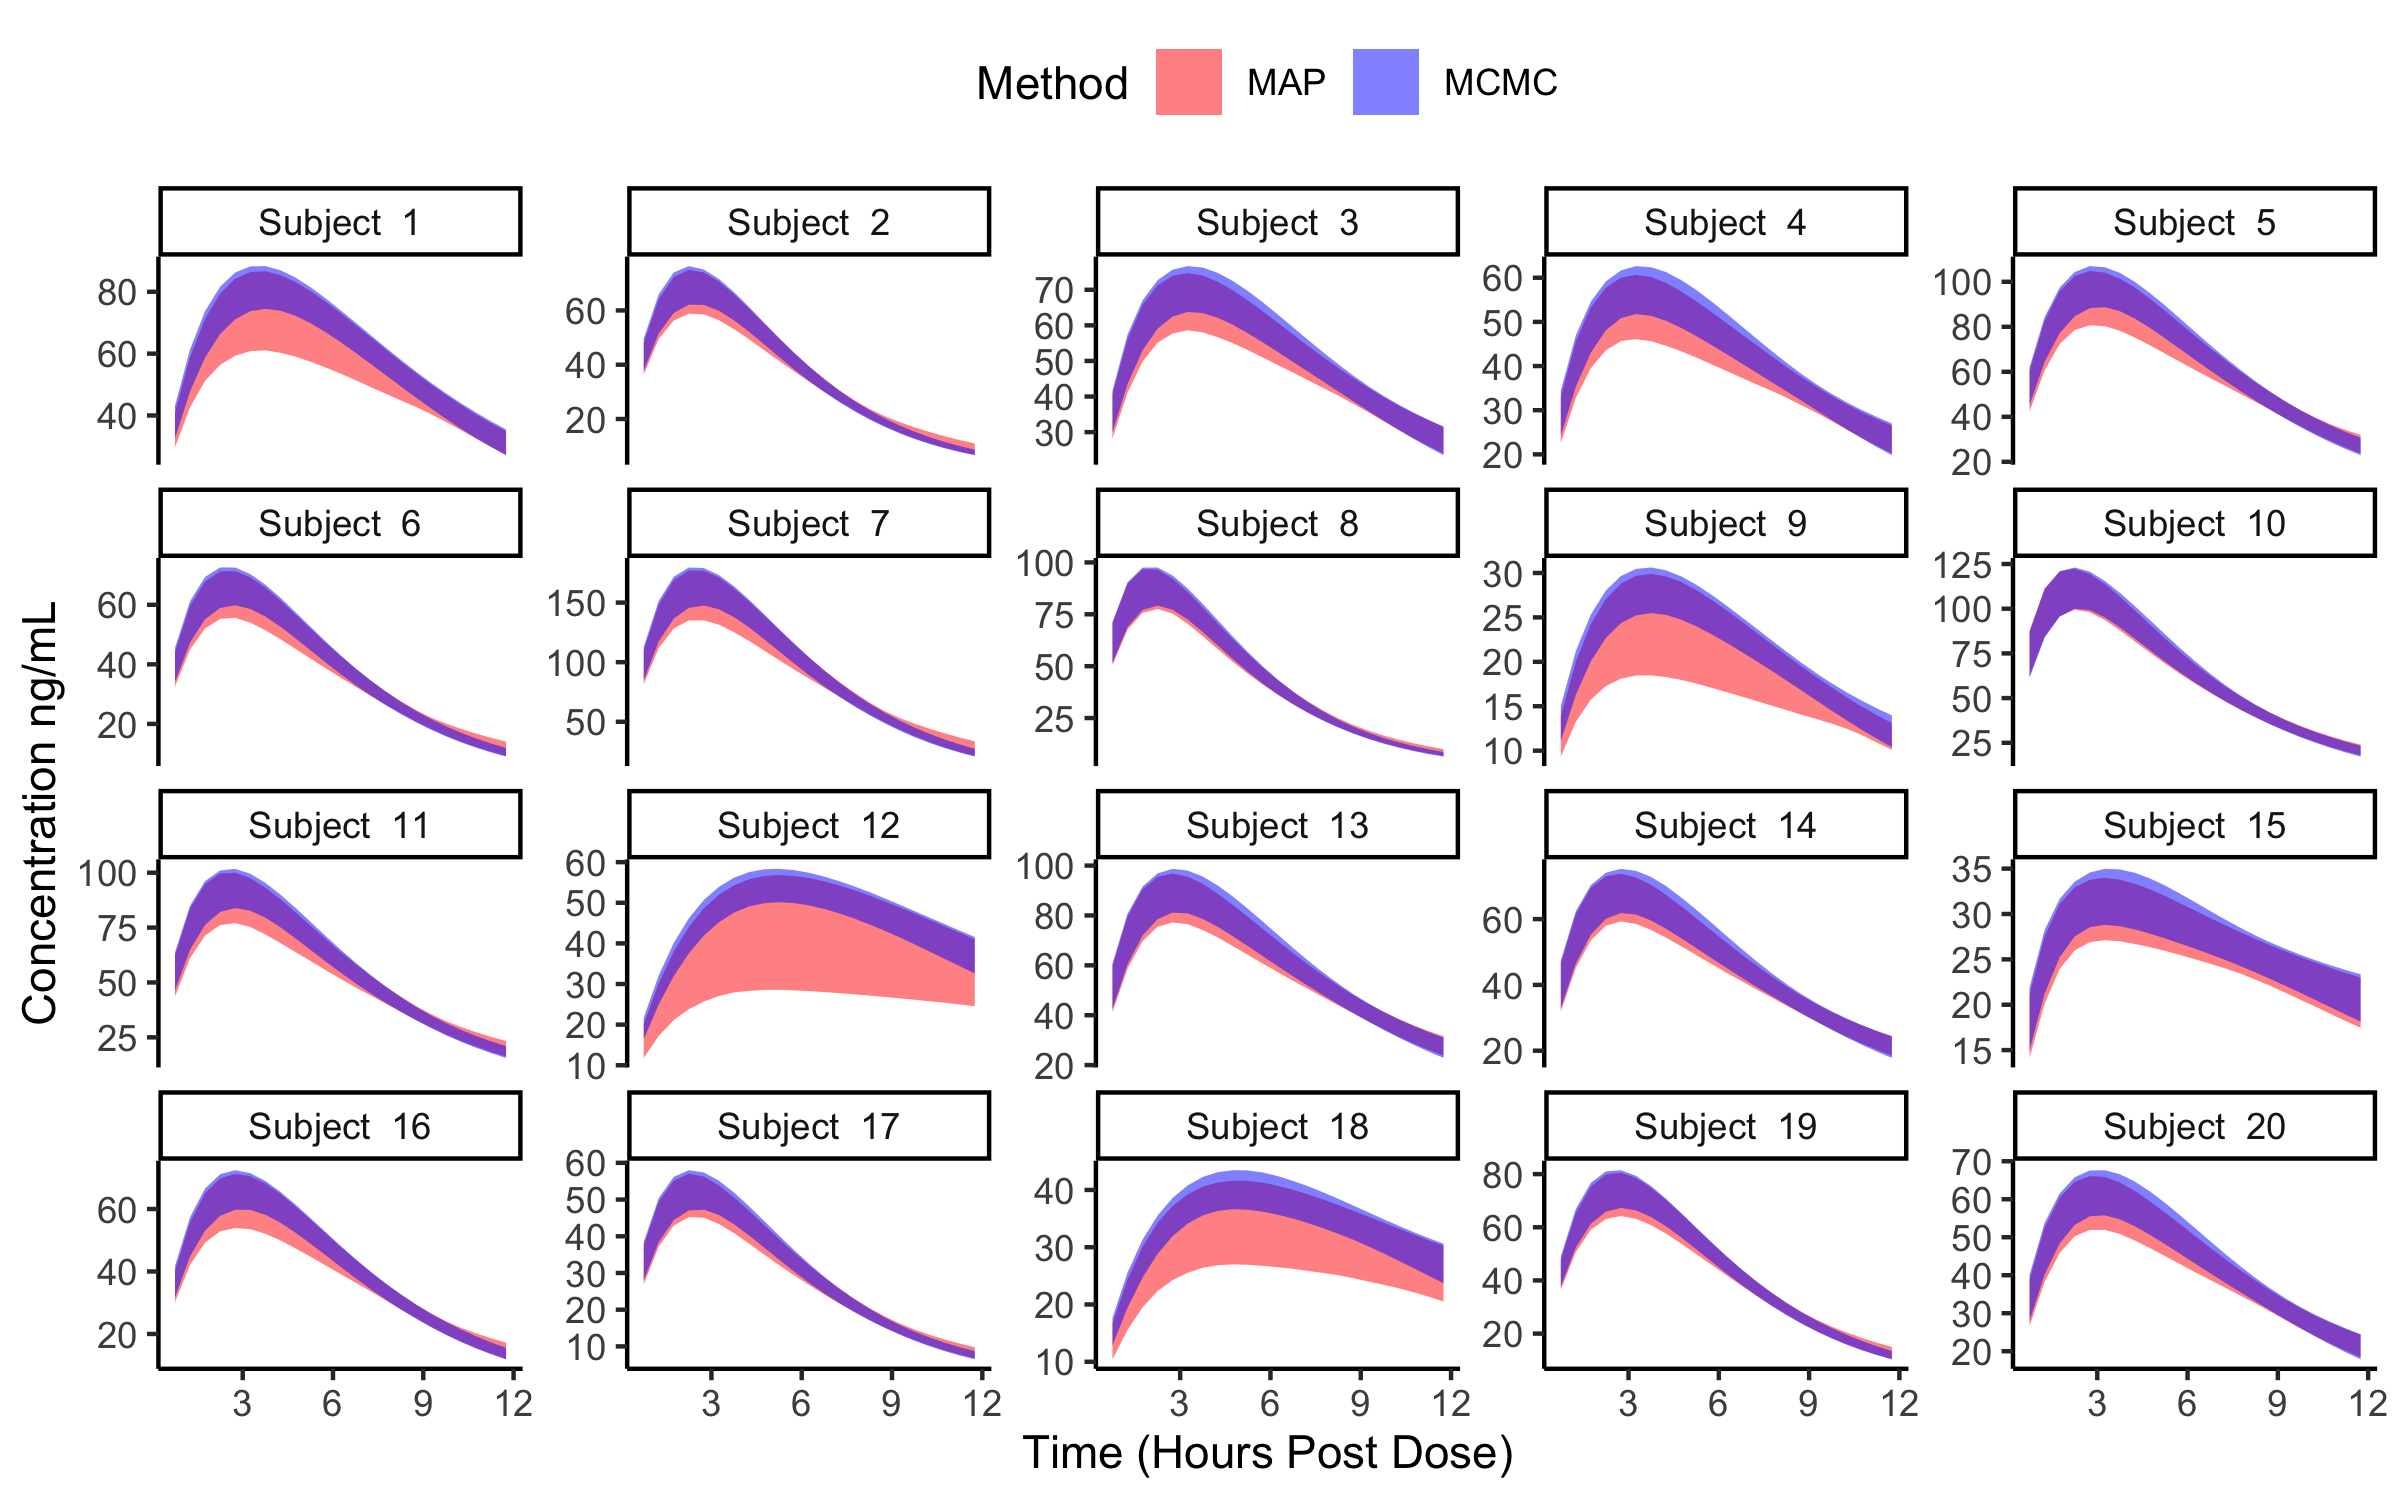 Method MAP MCMC
Subject 1 Subject 2 Subject 3 Subject 4 Subject 5
80 60 40
60 40 20
70 60 50 40 30
60 50 40 30 20
100 80 60 40 20
Subject 6 Subject 7 Subject 8 Subject 9 Subject 10
60 40 20
150 100 50
100 75 50 25
30 25 20 15 10
125 100 75 50 25
Subject 11 Subject 12 Subject 13 Subject 14 Subject 15
100 75 50 25
60 50 40 30 20 10
100 80 60 40 20
60 40 20
35 30 25 20 15
Subject 16 Subject 17 Subject 18 Subject 19 Subject 20
60 40 20
60 50 40 30 20 10
40 30 20 10
80 60 40 20
70 60 50 40 30 20
3 6 9 12 3 6 9 12 3 6 9 12 3 6 9 12 3 6 9 12
Time (Hours Post Dose)
Concentration ng/mL